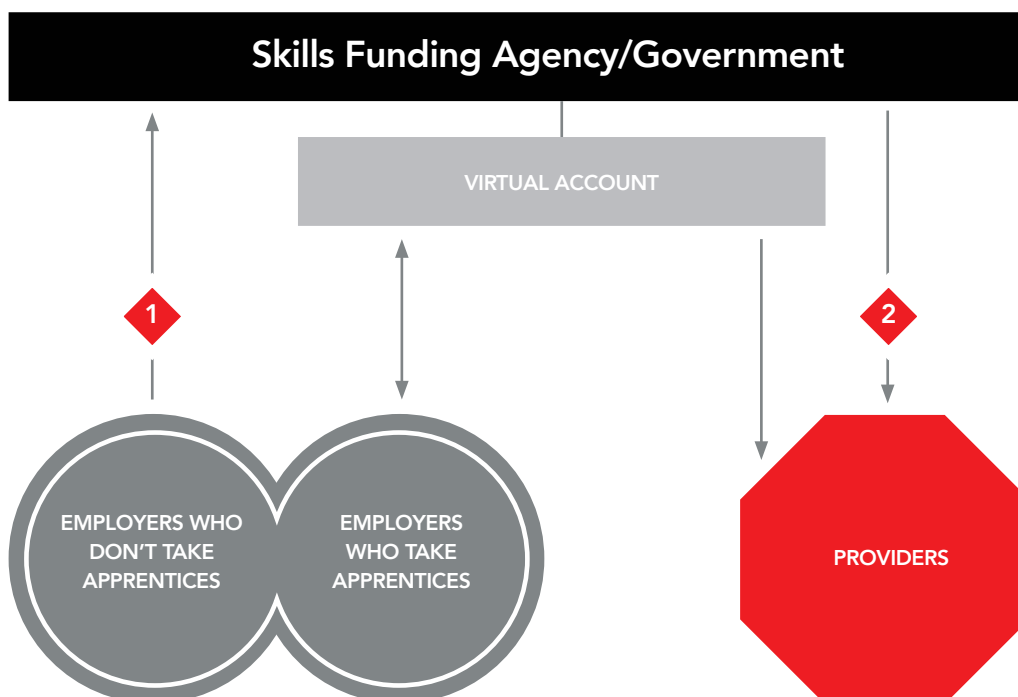 Skills Funding Agency/Government
VIRTUAL ACCOUNT
1
2
EMPLOYERS WHO
DON’T TAKE
APPRENTICES
EMPLOYERS
WHO TAKE
APPRENTICES
PROVIDERS